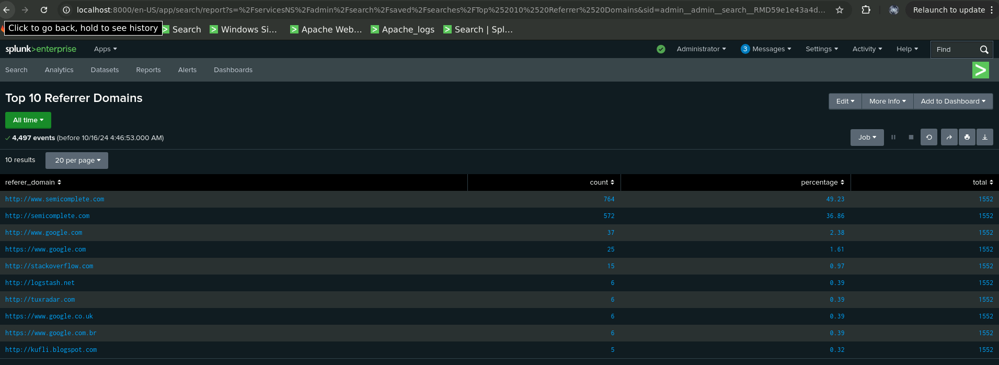 localhost:8000/en-US/app/search/report?s=%2FservicesNS%2Fadmin%2Fsearch%2Fsaved%2Fsearches%2FTop%252010%2520Referrer%2520Domains&sid=admin__admin__search__RMD59e1e43a4d... Relaunch to update
Click to go back, hold to see history Search Windows Si... Apache Web... Apache_logs Search | Spl...
splunk>enterprise Apps Administrator 3 Messages Settings Activity Help Find
Search Analytics Datasets Reports Alerts Dashboards >
Top 10 Referrer Domains
Edit More Info Add to Dashboard
All time
4,497 events (before 10/16/24 4:46:53.000 AM) Job
10 results 20 per page
referer_domain count percentage total
http://www.semicomplete.com 764 49.23 1552
http://semicomplete.com 572 36.86 1552
http://www.google.com 37 2.38 1552
https://www.google.com 25 1.61 1552
http://stackoverflow.com 15 0.97 1552
http://logstash.net 6 0.39 1552
http://tuxradar.com 6 0.39 1552
https://www.google.co.uk 6 0.39 1552
https://www.google.com.br 6 0.39 1552
http://kufli.blogspot.com 5 0.32 1552